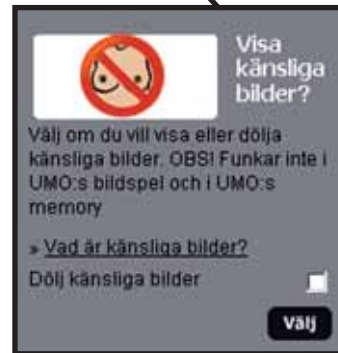 Visa
känsliga
bilder?
Välj om du vill visa eller dölja
känsliga bilder. OBS! Funkar inte i
UMO:s bildspel och i UMO:s
memory
» Vad är känsliga bilder?
Dölj känsliga bilder
Välj